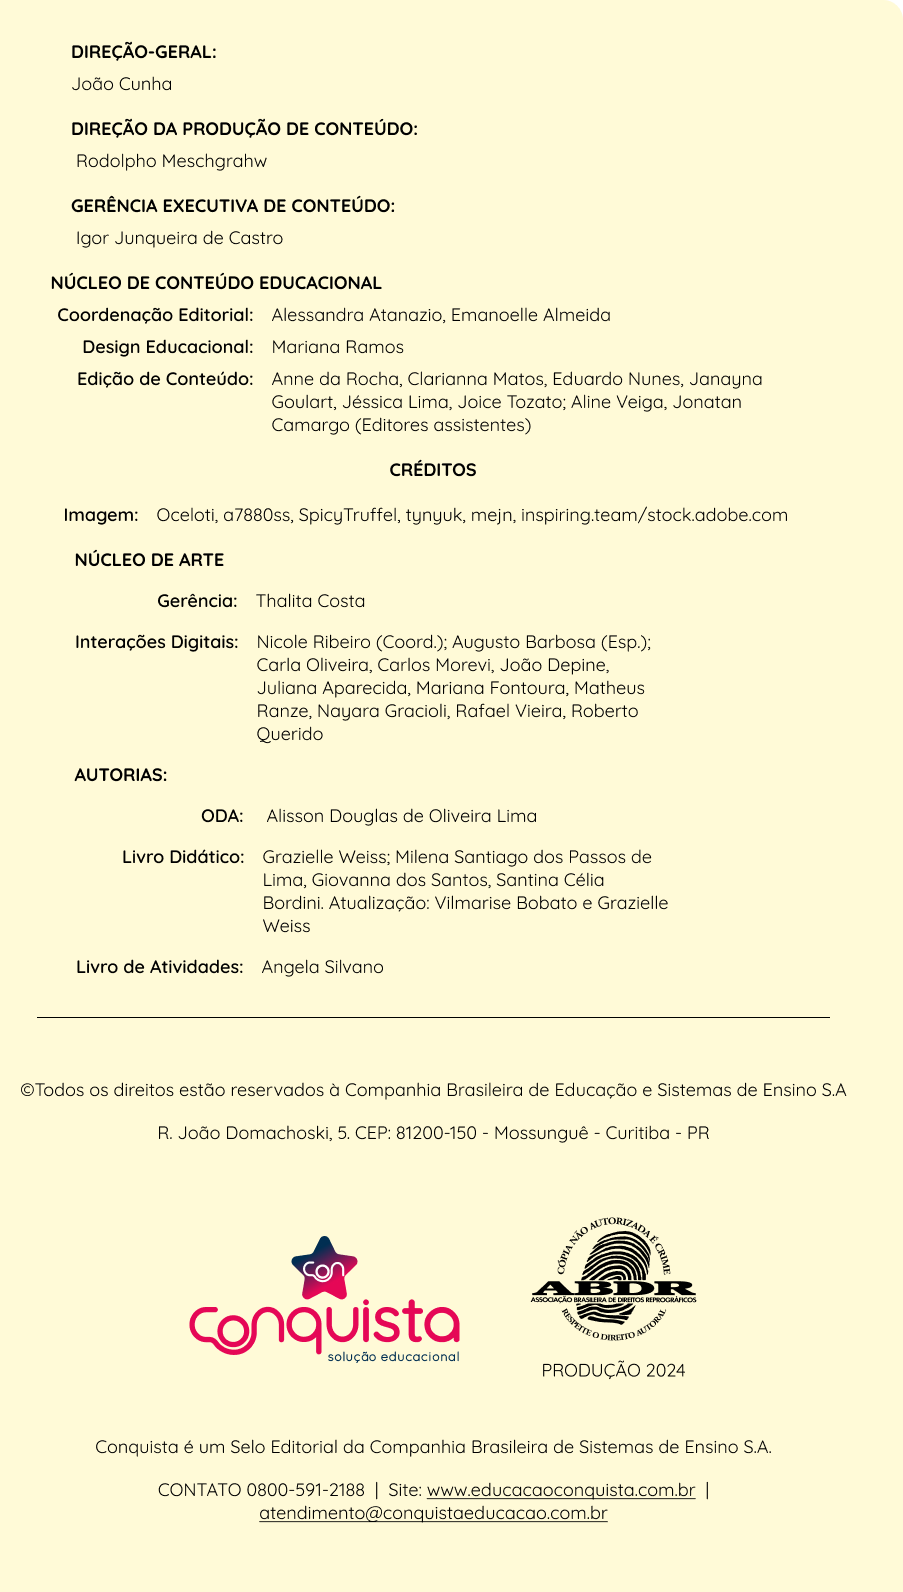 DIREÇÃO-GERAL:
João Cunha
DIREÇÃO DA PRODUÇÃO DE CONTEÚDO:
Rodolpho Meschgrahw
GERÊNCIA EXECUTIVA DE CONTEÚDO:
Igor Junqueira de Castro
NÚCLEO DE CONTEÚDO EDUCACIONAL
Coordenação Editorial: Alessandra Atanazio, Emanoelle Almeida
Design Educacional: Mariana Ramos
Edição de Conteúdo: Anne da Rocha, Clarianna Matos, Eduardo Nunes, Janayna
Goulart, Jéssica Lima, Joice Tozato; Aline Veiga, Jonatan
Camargo (Editores assistentes)
CRÉDITOS
Imagem: Oceloti, a7880ss, SpicyTruffel, tynyuk, mejn, inspiring.team/stock.adobe.com
NÚCLEO DE ARTE
Gerência: Thalita Costa
Interações Digitais: Nicole Ribeiro (Coord.); Augusto Barbosa (Esp.);
Carla Oliveira, Carlos Morevi, João Depine,
Juliana Aparecida, Mariana Fontoura, Matheus
Ranze, Nayara Gracioli, Rafael Vieira, Roberto
Querido
AUTORIAS:
ODA: Alisson Douglas de Oliveira Lima
Livro Didático: Grazielle Weiss; Milena Santiago dos Passos de
Lima, Giovanna dos Santos, Santina Célia
Bordini. Atualização: Vilmarise Bobato e Grazielle
Weiss
Livro de Atividades: Angela Silvano
©Todos os direitos estão reservados à Companhia Brasileira de Educação e Sistemas de Ensino S.A
R. João Domachoski, 5. CEP: 81200-150 - Mossunguê - Curitiba - PR
con
conquista
solução educacional
CÓPIA NÃO AUTORIZADA É CRIME
ABDR
ASSOCIAÇÃO BRASILEIRA DE DIREITOS REPROGRÁFICOS
RESPEITE O DIREITO AUTORAL
PRODUÇÃO 2024
Conquista é um Selo Editorial da Companhia Brasileira de Sistemas de Ensino S.A.
CONTATO 0800-591-2188 | Site: www.educacaoconquista.com.br |
atendimento@conquistaeducacao.com.br